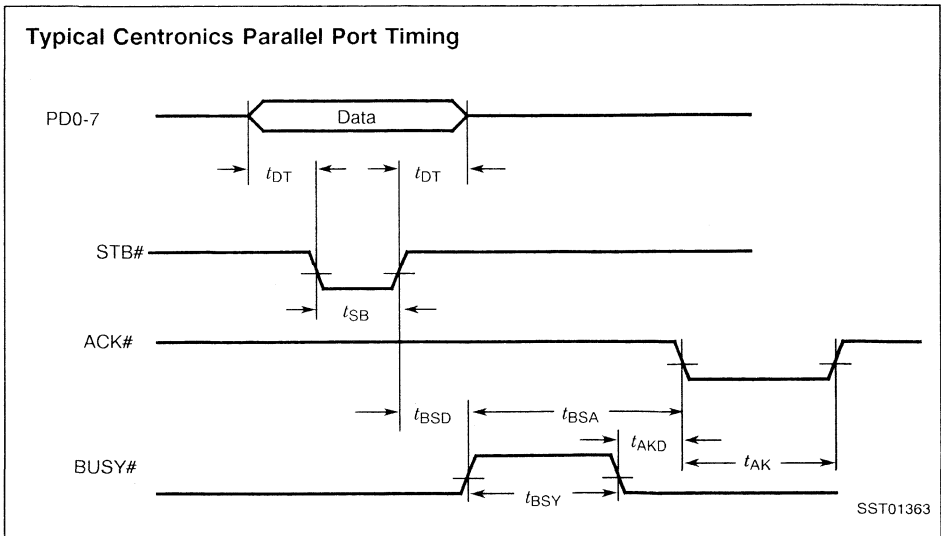 Typical Centronics Parallel Port Timing
PD0-7
Data
tDT
tDT
STB#
tSB
ACK#
tBSD
tBSA
tAKD
tAK
BUSY#
tBSY
SST01363